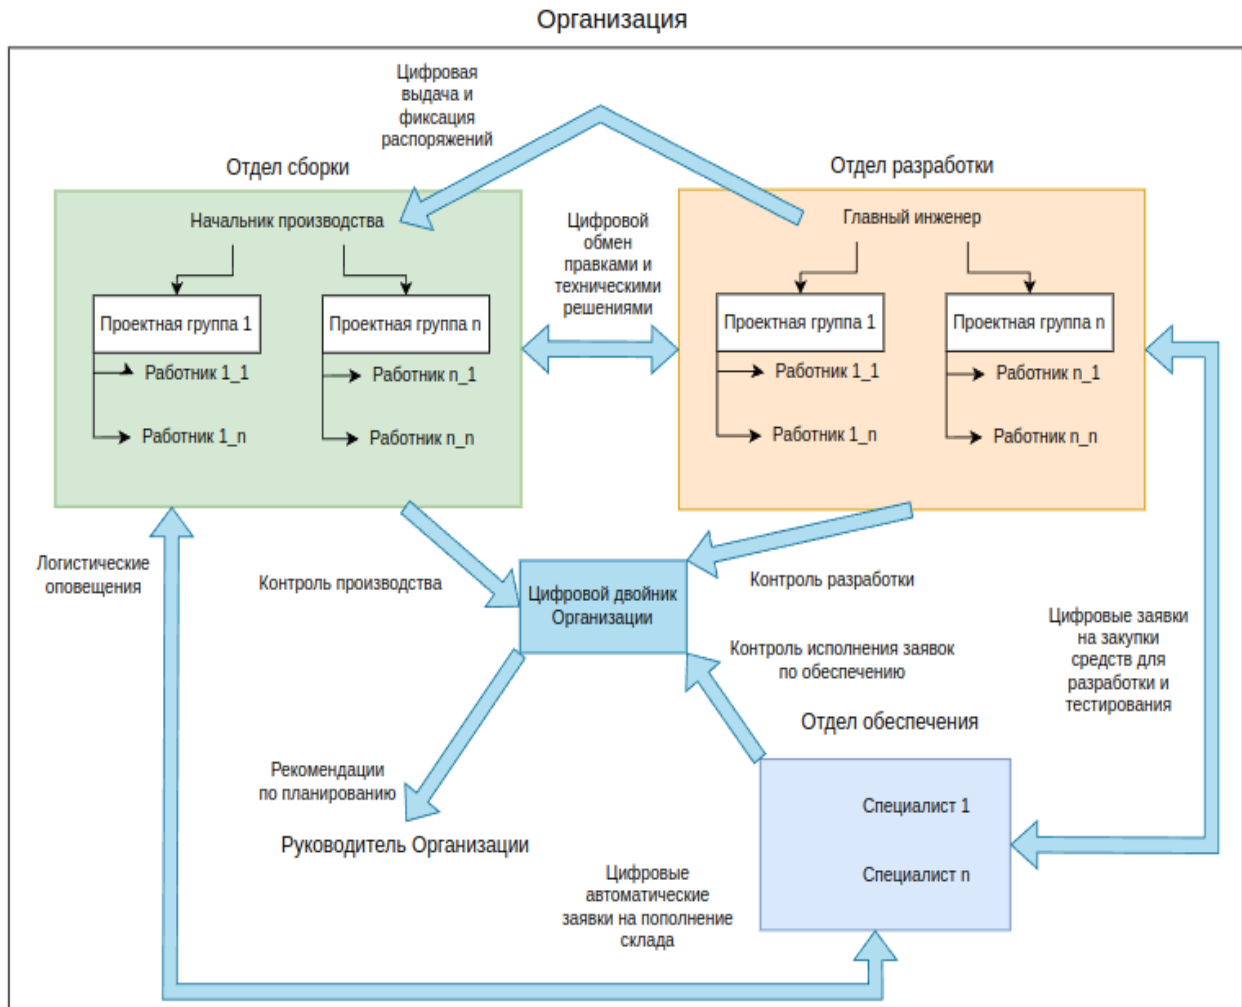 Организация
Цифровая
выдача и
фиксация
распоряжений
Отдел сборки
Отдел разработки
Начальник производства
Главный инженер
Цифровой
обмен
правками и
техническими
решениями
Проектная группа 1
Проектная группа n
Работник 1_1
Работник n_1
Работник 1_n
Работник n_n
Проектная группа 1
Проектная группа n
Работник 1_1
Работник n_1
Работник 1_n
Работник n_n
Логистические
оповещения
Контроль производства
Цифровой двойник
Организации
Контроль разработки
Контроль исполнения заявок
по обеспечению
Цифровые заявки
на закупки
средств для
разработки и
тестирования
Отдел обеспечения
Рекомендации
по планированию
Руководитель Организации
Специалист 1
Специалист n
Цифровые
автоматические
заявки на пополнение
склада